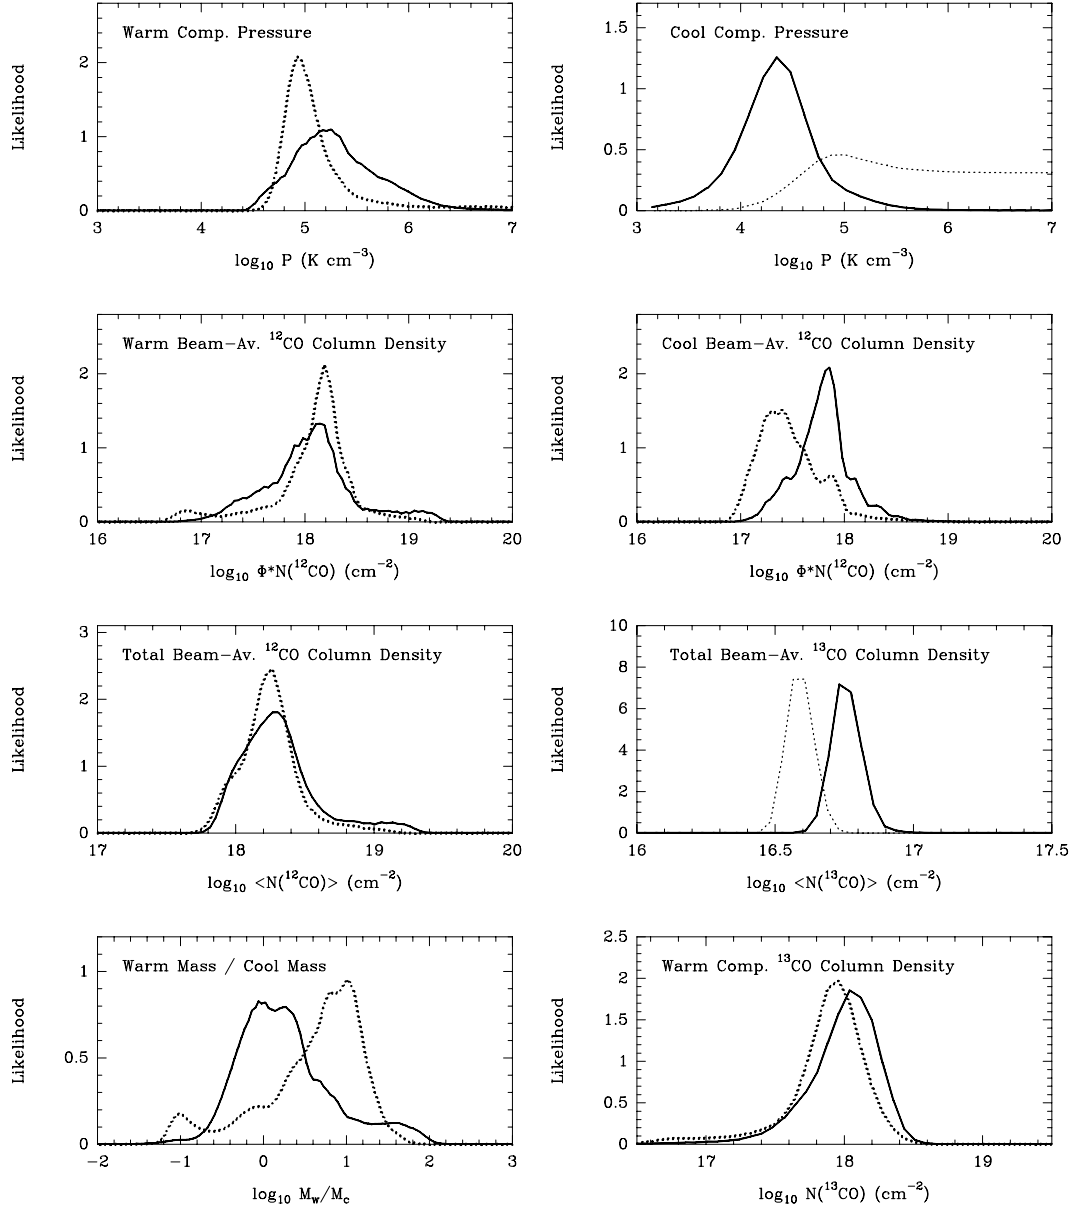 Warm Comp. Pressure
Likelihood
2
1
0
3 4 5 6 7
log₁₀ P (K cm⁻³)
Cool Comp. Pressure
Likelihood
1.5
1
0.5
0
3 4 5 6 7
log₁₀ P (K cm⁻³)
Warm Beam−Av. ¹²CO Column Density
Likelihood
2
1
0
16 17 18 19 20
log₁₀ Φ*N(¹²CO) (cm⁻²)
Cool Beam−Av. ¹²CO Column Density
Likelihood
2
1
0
16 17 18 19 20
log₁₀ Φ*N(¹²CO) (cm⁻²)
Total Beam−Av. ¹²CO Column Density
Likelihood
3
2
1
0
17 18 19 20
log₁₀ <N(¹²CO)> (cm⁻²)
Total Beam−Av. ¹³CO Column Density
Likelihood
10
8
6
4
2
0
16 16.5 17 17.5
log₁₀ <N(¹³CO)> (cm⁻²)
Warm Mass / Cool Mass
Likelihood
1
0.5
0
−2 −1 0 1 2 3
log₁₀ M_w/M_c
Warm Comp. ¹³CO Column Density
Likelihood
2.5
2
1.5
1
0.5
0
17 18 19
log₁₀ N(¹³CO) (cm⁻²)